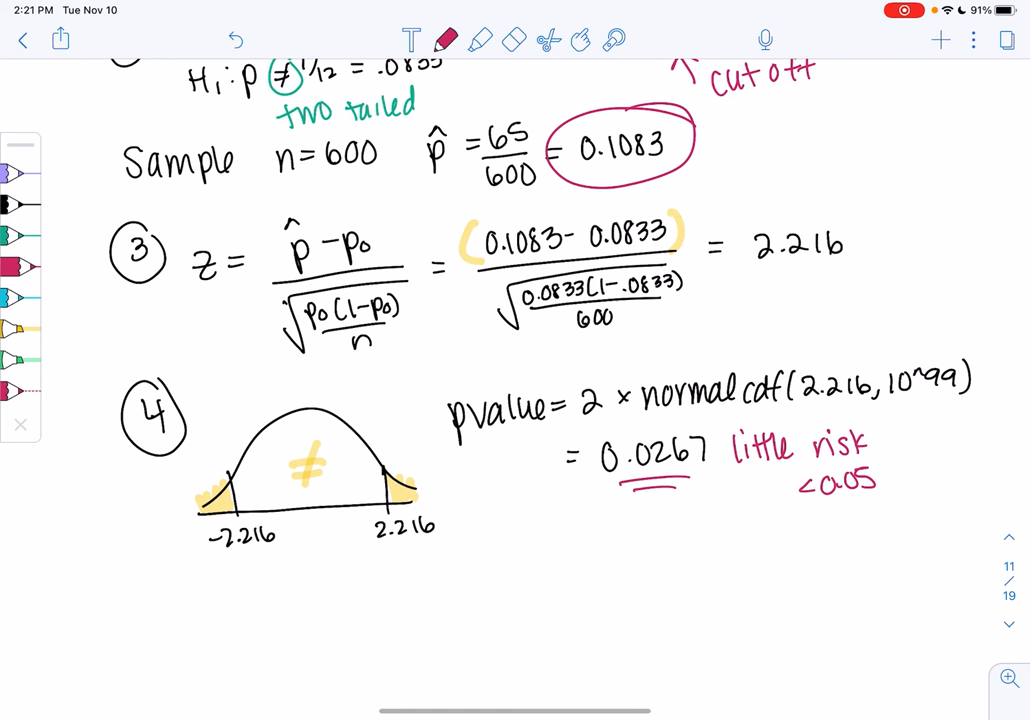 2:21 PM Tue Nov 10
91%
H₁: p ≠ 1/12 = .0833
two tailed
cutoff
Sample n=600 p̂ = 65/600 = 0.1083
③ z = (p̂ - p₀)/√(p₀(1-p₀)/n) = (0.1083 - 0.0833)/√(0.0833(1-.0833)/600) = 2.216
④ pvalue = 2 × normalcdf(2.216, 10^99)
= 0.0267 little risk
<0.05
≠
-2.216 2.216
11
/
19